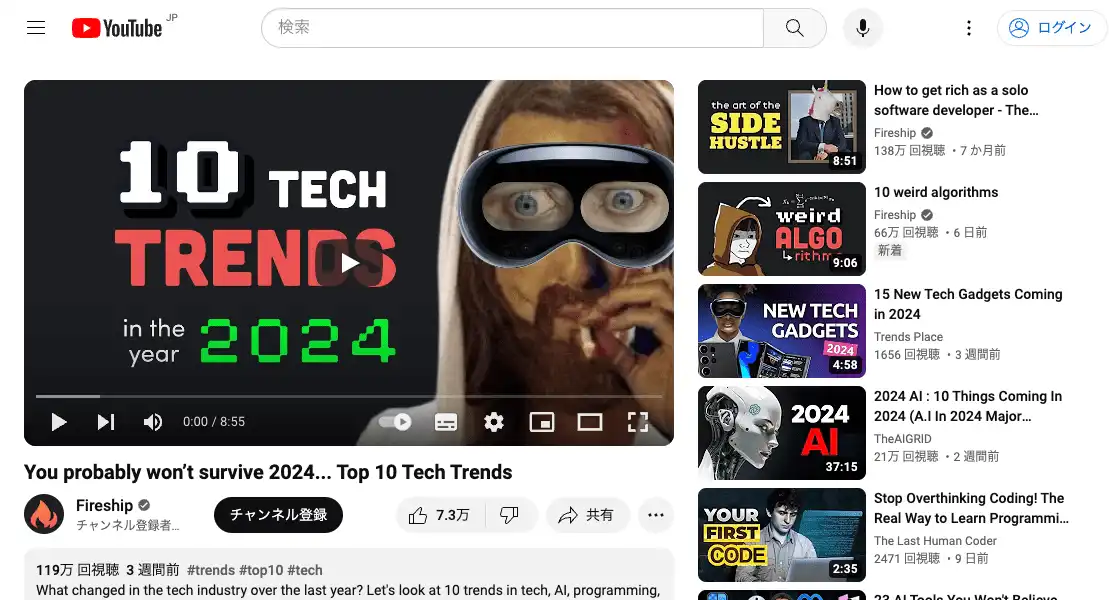 YouTube JP
検索
ログイン
10 TECH
TRENDS
in the
year 2024
0:00 / 8:55
You probably won’t survive 2024... Top 10 Tech Trends
Fireship
チャンネル登録者…
チャンネル登録
7.3万
共有
119万 回視聴 3 週間前 #trends #top10 #tech
What changed in the tech industry over the last year? Let's look at 10 trends in tech, AI, programming,
the art of the
SIDE
HUSTLE
8:51
How to get rich as a solo
software developer - The…
Fireship
138万 回視聴 ・7 か月前
weird
ALGO
rithms
9:06
10 weird algorithms
Fireship
66万 回視聴 ・6 日前
新着
NEW TECH
GADGETS
2024
4:58
15 New Tech Gadgets Coming
in 2024
Trends Place
1656 回視聴 ・3 週間前
2024
AI
37:15
2024 AI : 10 Things Coming In
2024 (A.I In 2024 Major…
TheAIGRID
21万 回視聴 ・2 週間前
YOUR
FIRST
CODE
2:35
Stop Overthinking Coding! The
Real Way to Learn Programmi…
The Last Human Coder
2471 回視聴 ・9 日前
23 AI Tools You Won't Believe